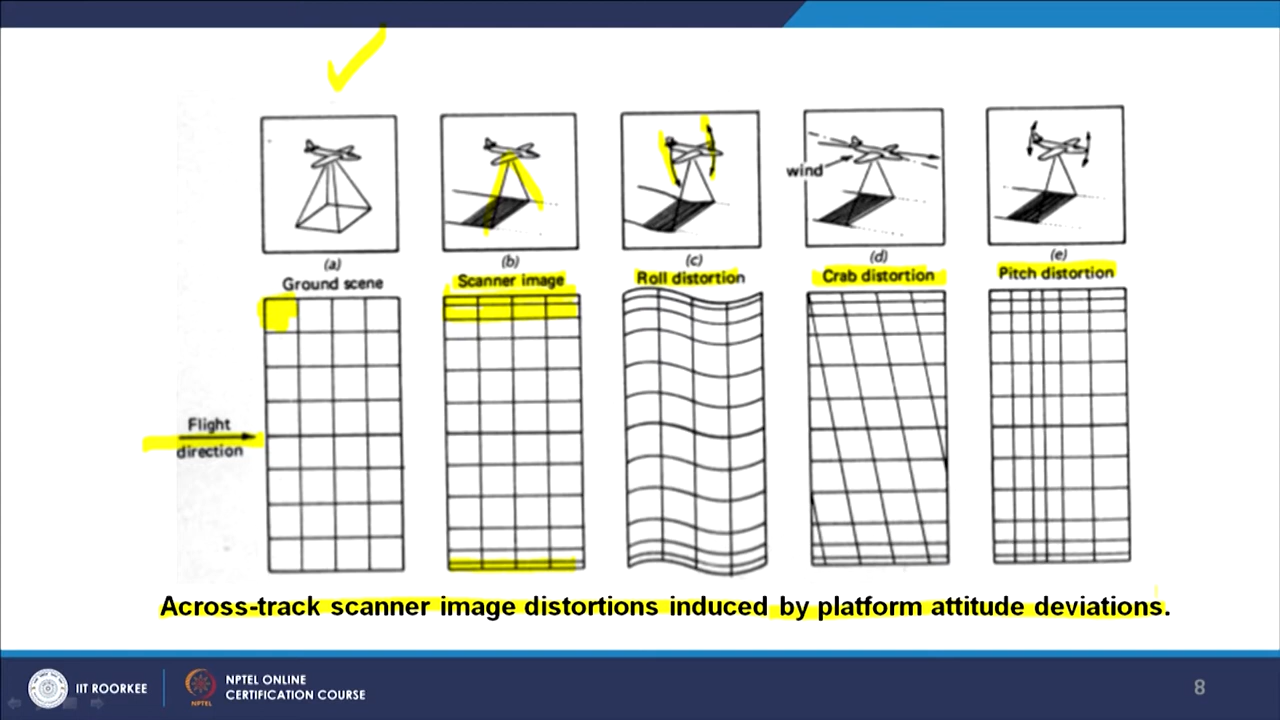 wind
(a)
(b)
(c)
(d)
(e)
Ground scene
Scanner image
Roll distortion
Crab distortion
Pitch distortion
Flight
direction
Across-track scanner image distortions induced by platform attitude deviations.
IIT ROORKEE
NPTEL
NPTEL ONLINE
CERTIFICATION COURSE
8